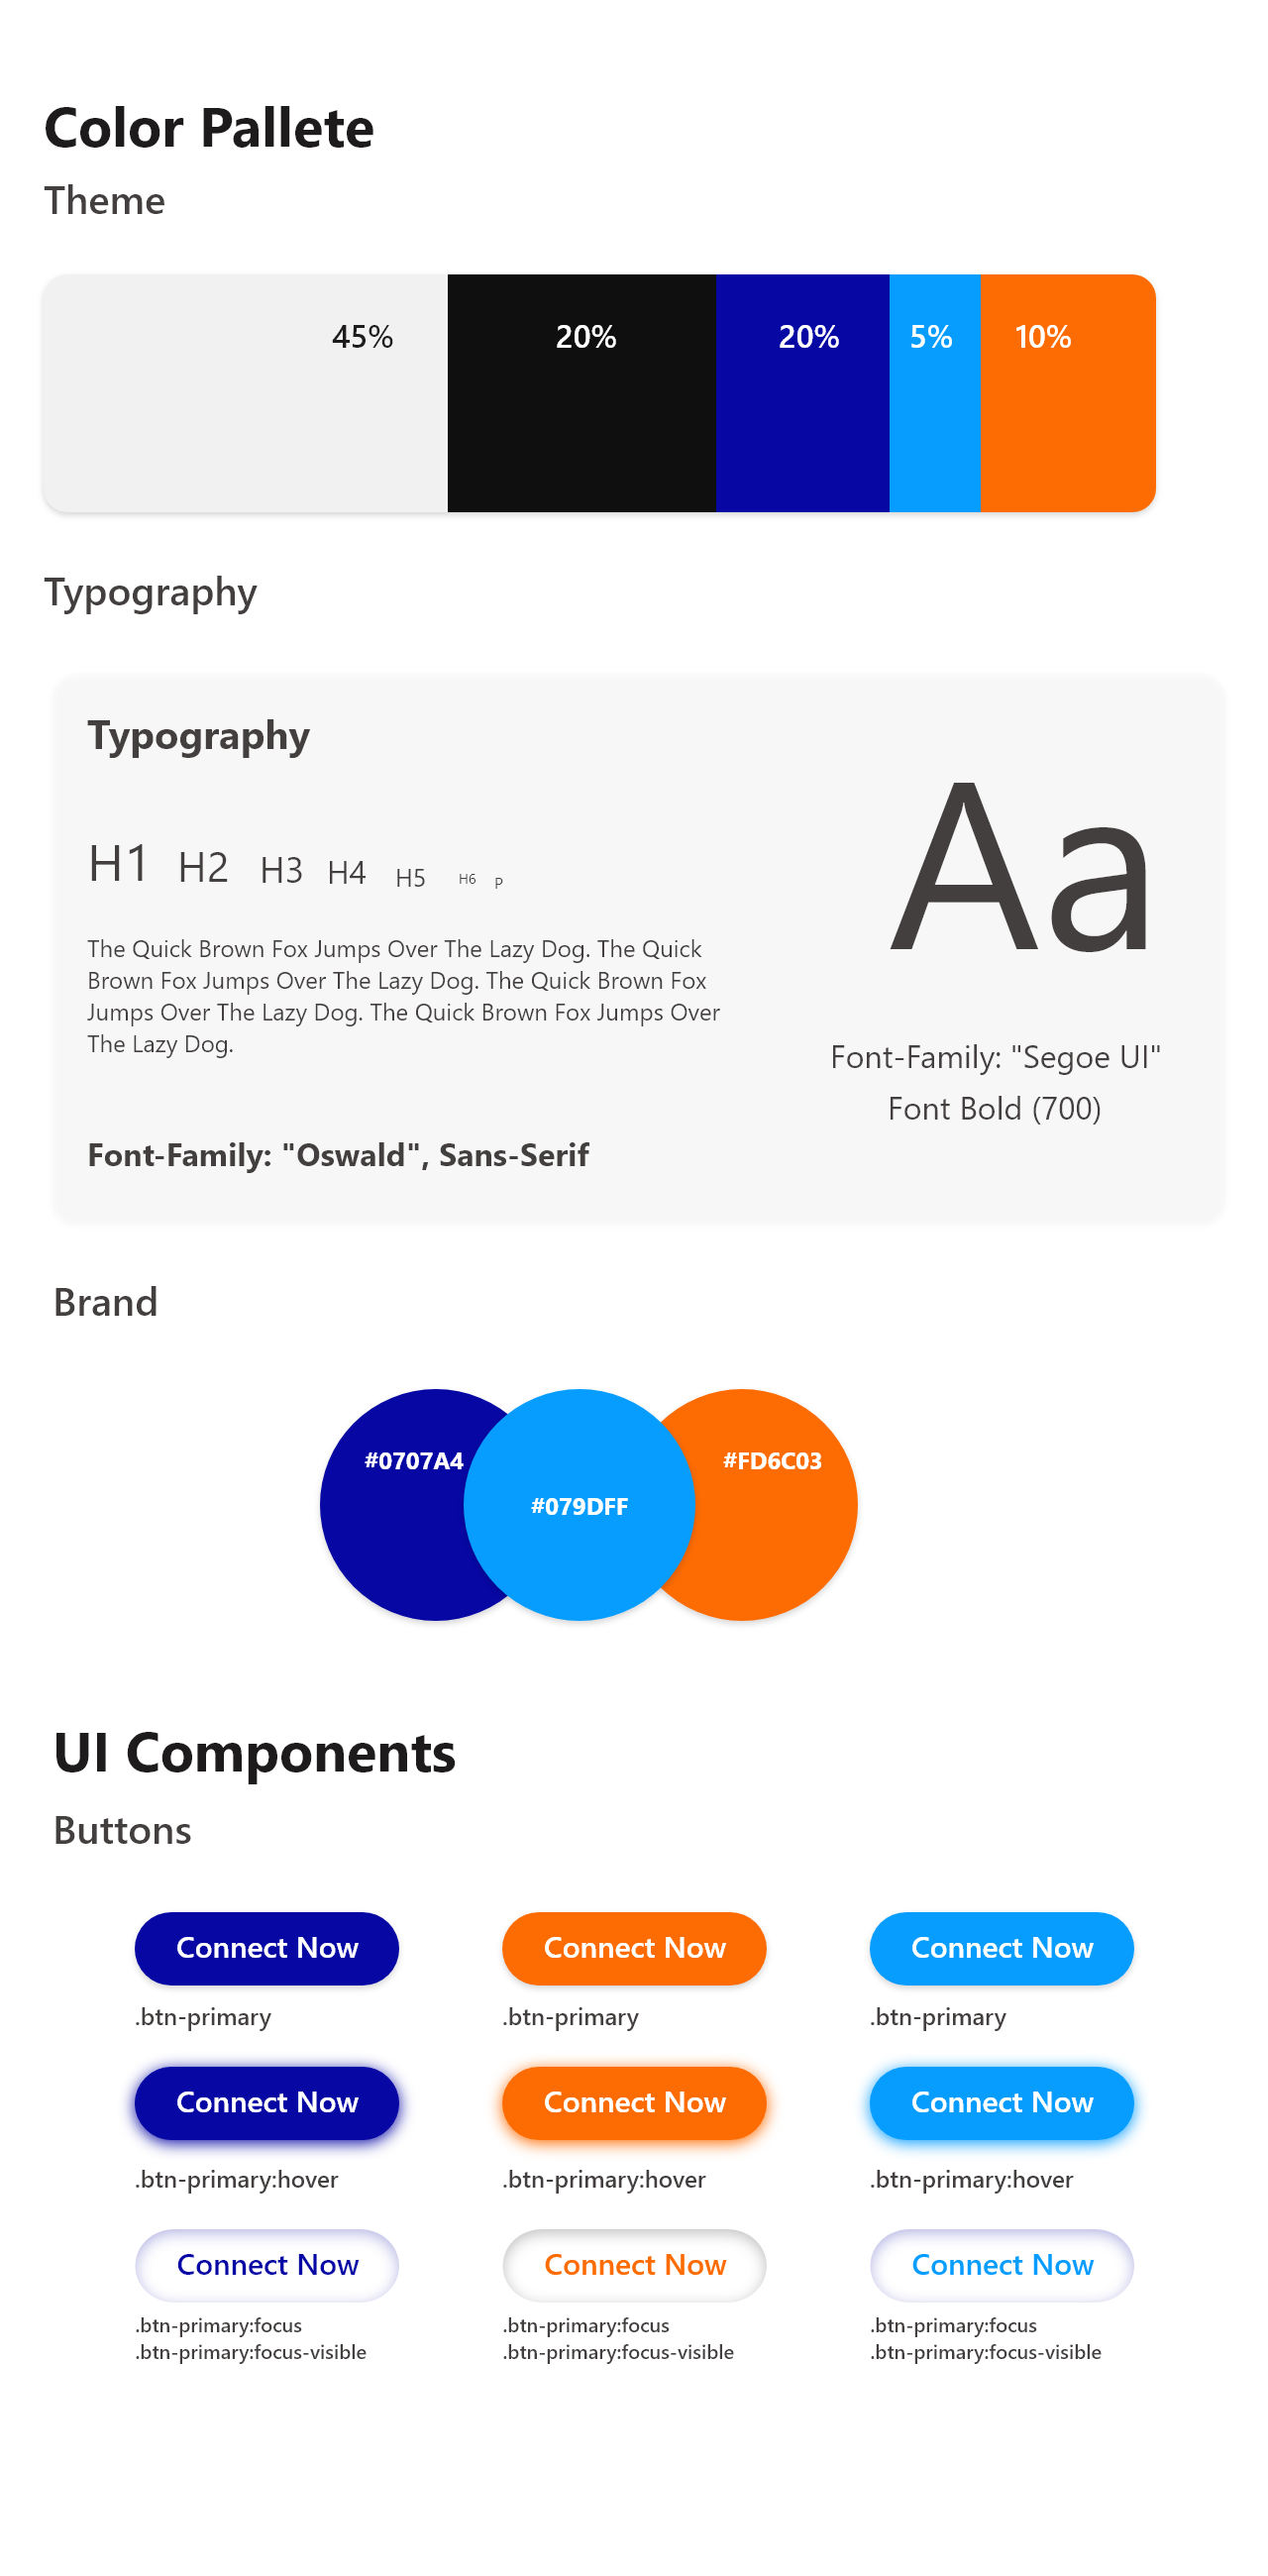 Color Pallete
Theme
45%
20%
20%
5%
10%
Typography
Typography
H1
H2
H3
H4
H5
H6
P
Aa
The Quick Brown Fox Jumps Over The Lazy Dog. The Quick
Brown Fox Jumps Over The Lazy Dog. The Quick Brown Fox
Jumps Over The Lazy Dog. The Quick Brown Fox Jumps Over
The Lazy Dog.
Font-Family: "Segoe UI"
Font Bold (700)
Font-Family: "Oswald", Sans-Serif
Brand
#0707A4
#079DFF
#FD6C03
UI Components
Buttons
Connect Now
Connect Now
Connect Now
.btn-primary
.btn-primary
.btn-primary
Connect Now
Connect Now
Connect Now
.btn-primary:hover
.btn-primary:hover
.btn-primary:hover
Connect Now
Connect Now
Connect Now
.btn-primary:focus
.btn-primary:focus-visible
.btn-primary:focus
.btn-primary:focus-visible
.btn-primary:focus
.btn-primary:focus-visible